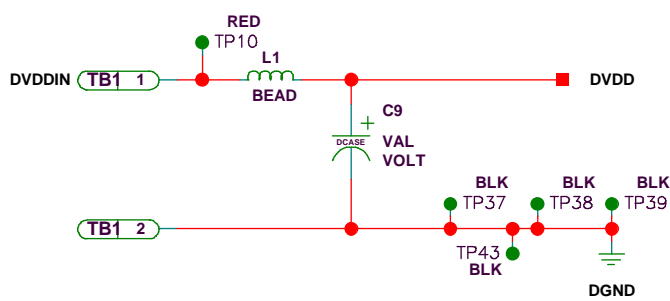 RED
TP10
L1
DVDDIN
TB1 1
BEAD
DVDD
C9
+
DCASE
VAL
VOLT
BLK
BLK
BLK
TP37
TP38
TP39
TB1 2
TP43
BLK
DGND